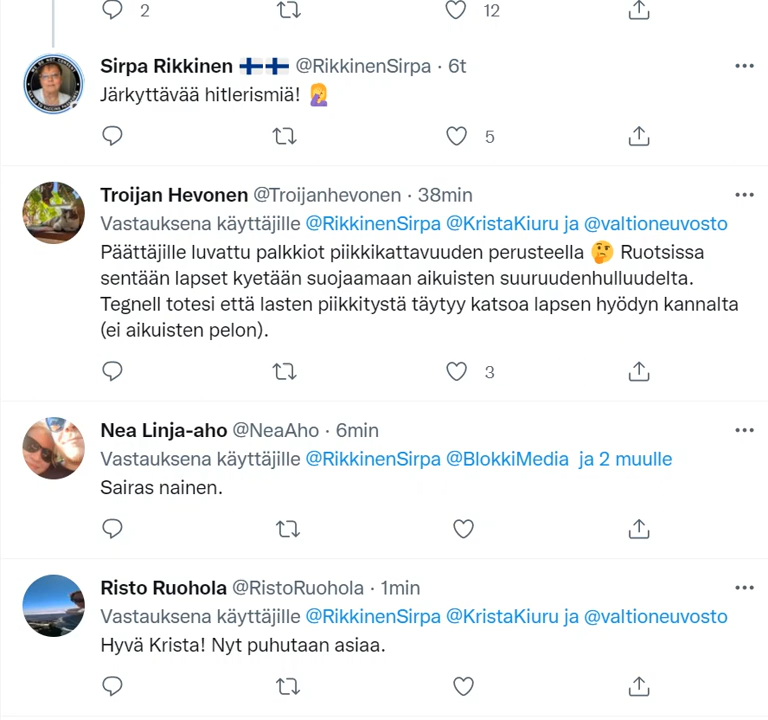 2 12
Sirpa Rikkinen 🇫🇮🇫🇮 @RikkinenSirpa · 6t
Järkyttävää hitlerismiä! 🤦‍♀️
5
Troijan Hevonen @Troijanhevonen · 38min
Vastauksena käyttäjille @RikkinenSirpa @KristaKiuru ja @valtioneuvosto
Päättäjille luvattu palkkiot piikkikattavuuden perusteella 🤔 Ruotsissa
sentään lapset kyetään suojaamaan aikuisten suuruudenhulluudelta.
Tegnell totesi että lasten piikkitystä täytyy katsoa lapsen hyödyn kannalta
(ei aikuisten pelon).
3
Nea Linja-aho @NeaAho · 6min
Vastauksena käyttäjille @RikkinenSirpa @BlokkiMedia ja 2 muulle
Sairas nainen.
Risto Ruohola @RistoRuohola · 1min
Vastauksena käyttäjille @RikkinenSirpa @KristaKiuru ja @valtioneuvosto
Hyvä Krista! Nyt puhutaan asiaa.